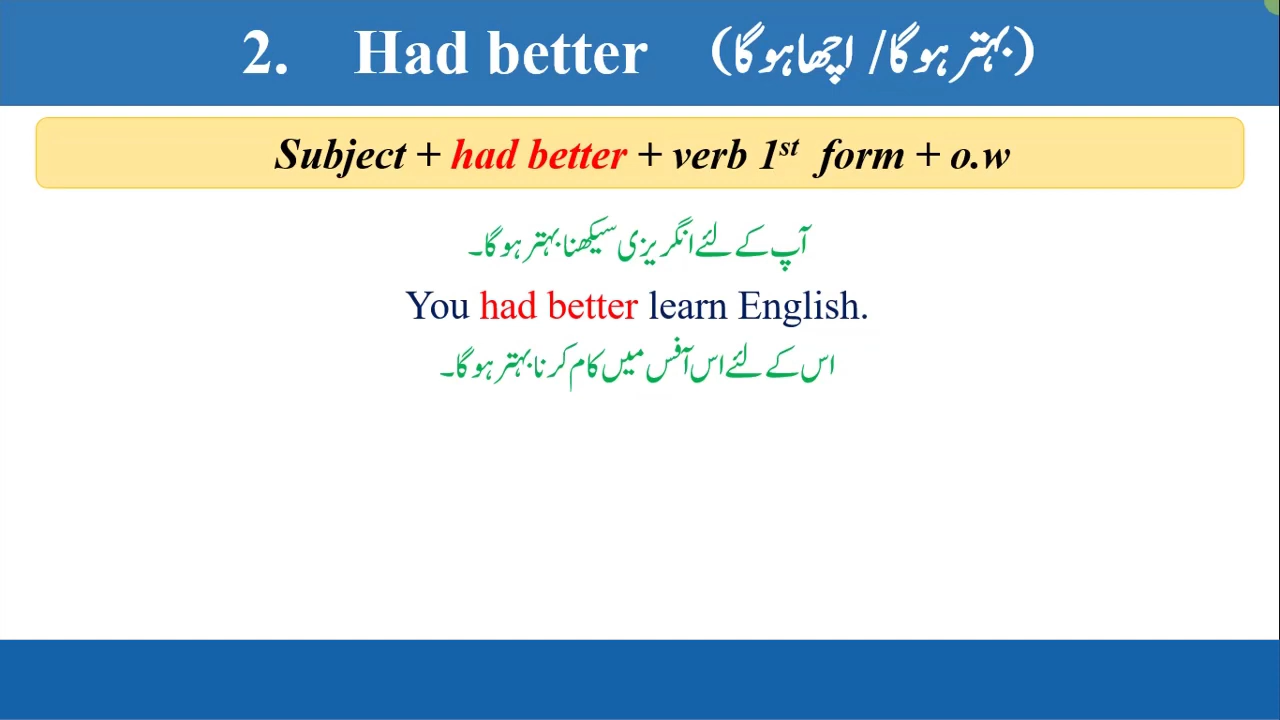 2. Had better (بہتر ہوگا/ اچھا ہوگا)
Subject + had better + verb 1st form + o.w
آپ کے لئے انگریزی سیکھنا بہتر ہوگا۔
You had better learn English.
اس کے لئے اس آفس میں کام کرنا بہتر ہوگا۔